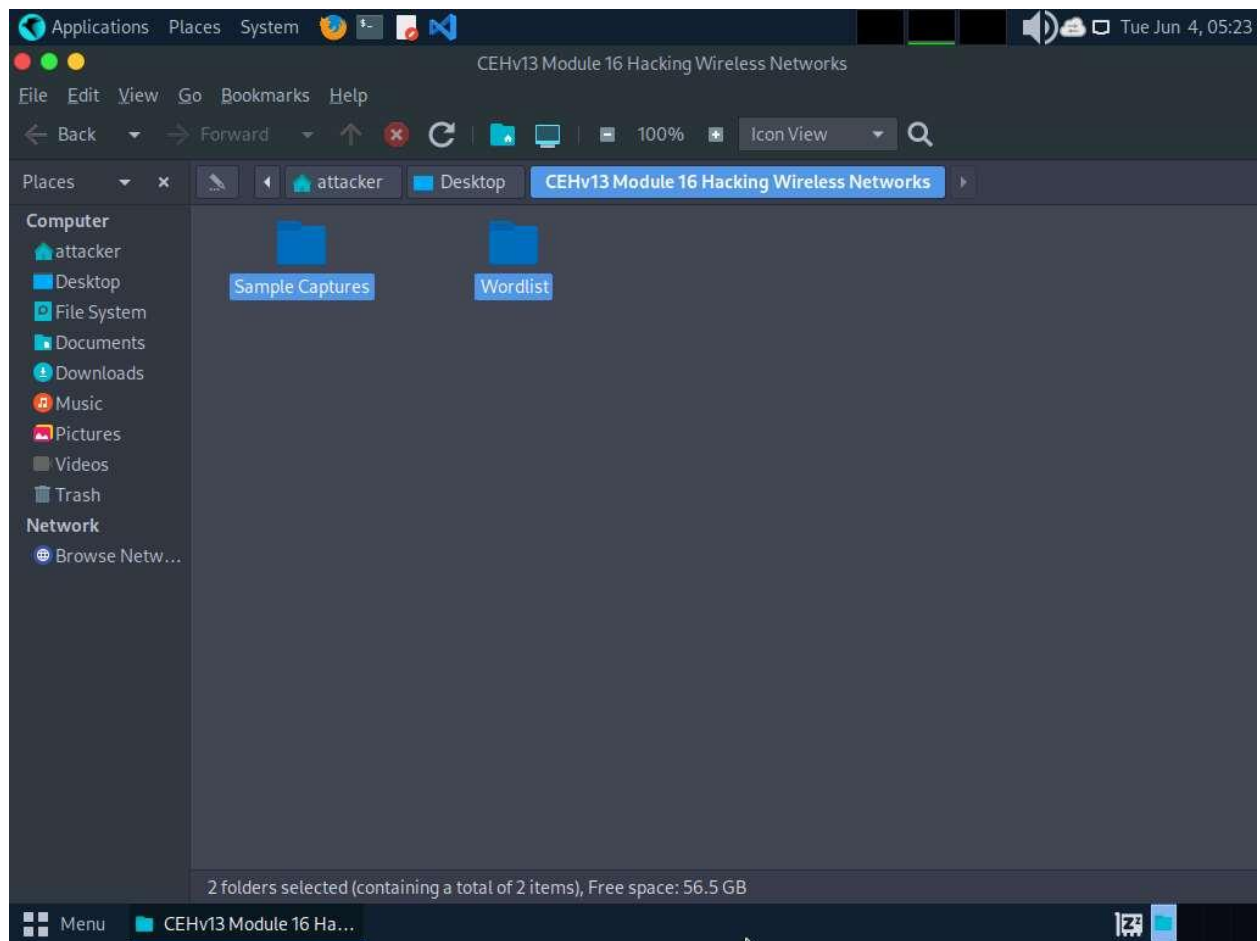 Applications Places System Tue Jun 4, 05:23
CEHv13 Module 16 Hacking Wireless Networks
File Edit View Go Bookmarks Help
Back Forward 100% Icon View
Places attacker Desktop CEHv13 Module 16 Hacking Wireless Networks
Computer
attacker
Desktop
File System
Documents
Downloads
Music
Pictures
Videos
Trash
Network
Browse Netw...
Sample Captures Wordlist
2 folders selected (containing a total of 2 items), Free space: 56.5 GB
Menu CEHv13 Module 16 Ha...